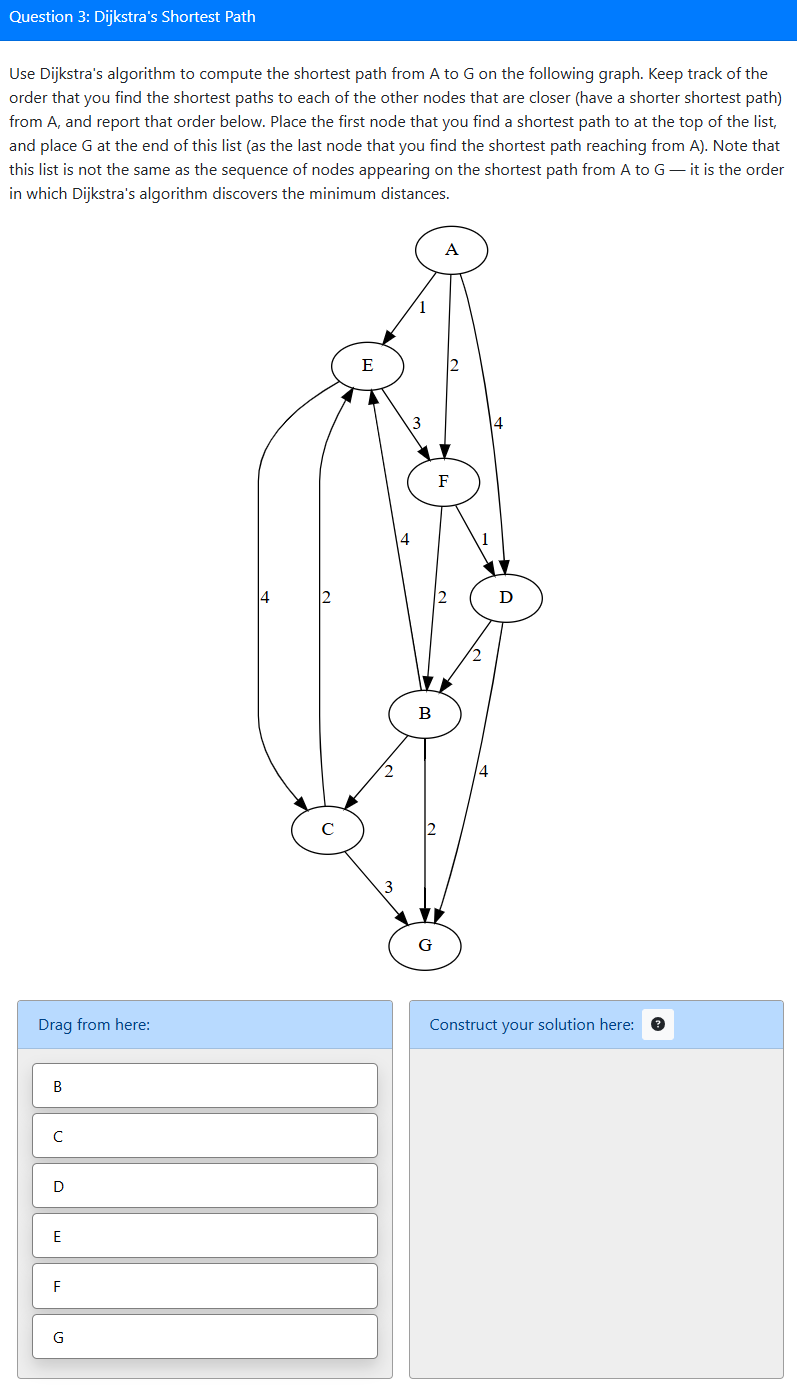 Question 3: Dijkstra's Shortest Path
Use Dijkstra's algorithm to compute the shortest path from A to G on the following graph. Keep track of the
order that you find the shortest paths to each of the other nodes that are closer (have a shorter shortest path)
from A, and report that order below. Place the first node that you find a shortest path to at the top of the list,
and place G at the end of this list (as the last node that you find the shortest path reaching from A). Note that
this list is not the same as the sequence of nodes appearing on the shortest path from A to G — it is the order
in which Dijkstra's algorithm discovers the minimum distances.
A
1
E
2
3
4
F
4
1
4
2
2
D
2
B
2
4
C
2
3
G
Drag from here:
Construct your solution here: ?
B
C
D
E
F
G